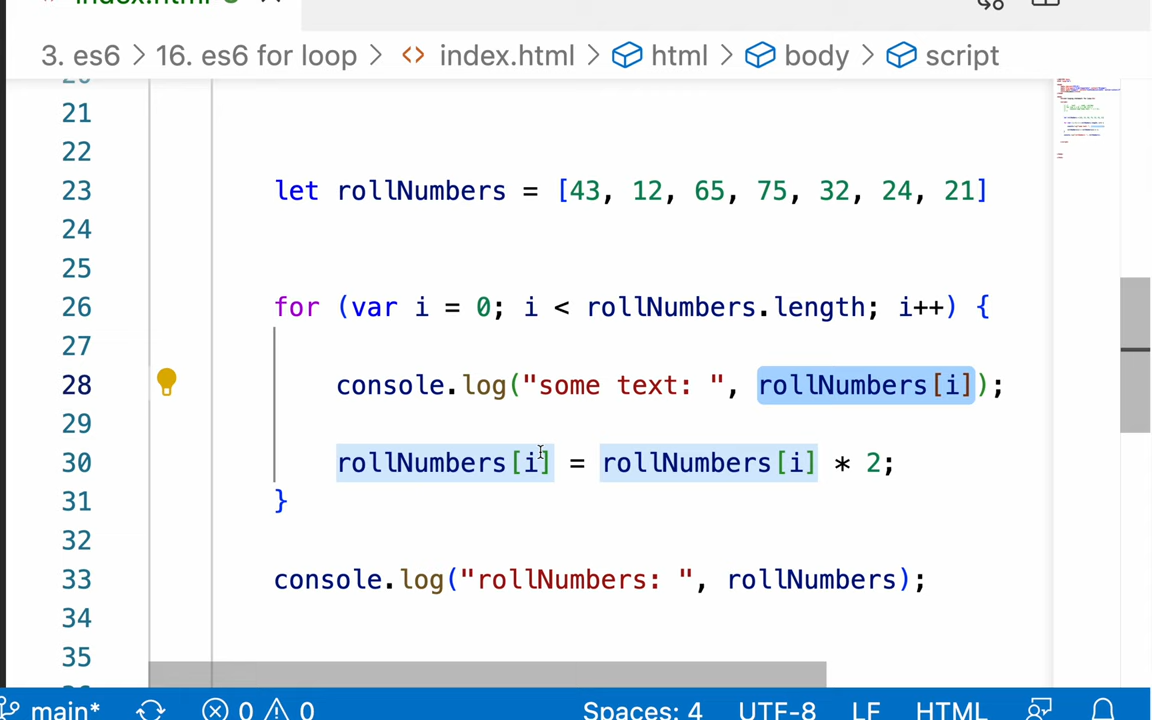 index.html
3. es6 > 16. es6 for loop > <> index.html > html > body > script
20
21
22
23 let rollNumbers = [43, 12, 65, 75, 32, 24, 21]
24
25
26 for (var i = 0; i < rollNumbers.length; i++) {
27
28 console.log("some text: ", rollNumbers[i]);
29
30 rollNumbers[i] = rollNumbers[i] * 2;
31 }
32
33 console.log("rollNumbers: ", rollNumbers);
34
35
main* 0 0 Spaces: 4 UTF-8 LF HTML